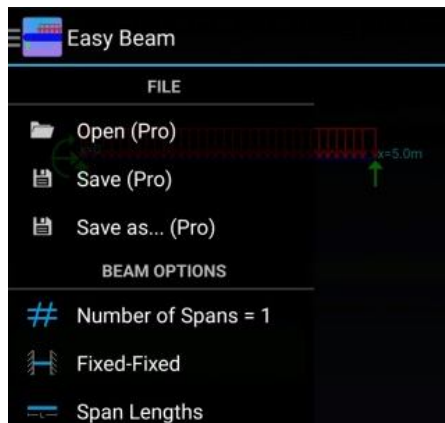 Easy Beam
FILE
Open (Pro)
x=5.0m
Save (Pro)
Save as... (Pro)
BEAM OPTIONS
Number of Spans = 1
Fixed-Fixed
Span Lengths